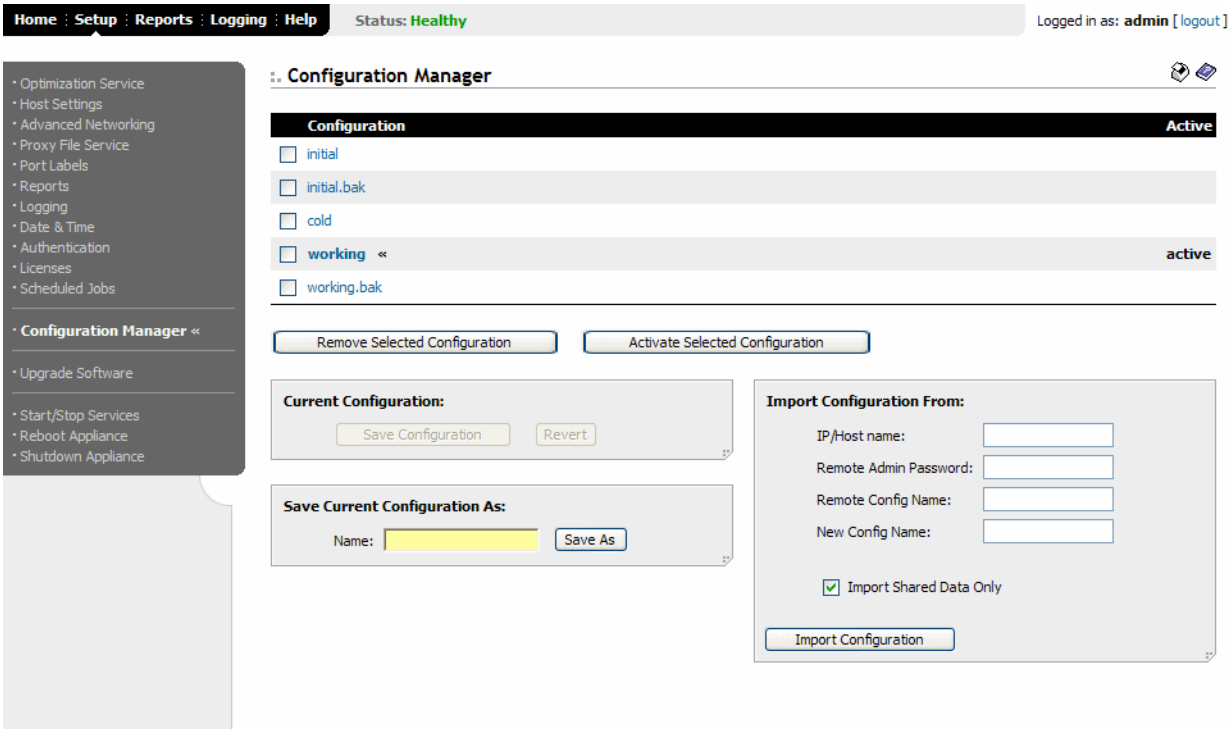 Home Setup Reports Logging Help Status: Healthy Logged in as: admin [ logout ]
· Optimization Service
· Host Settings
· Advanced Networking
· Proxy File Service
· Port Labels
· Reports
· Logging
· Date & Time
· Authentication
· Licenses
· Scheduled Jobs
· Configuration Manager «
· Upgrade Software
· Start/Stop Services
· Reboot Appliance
· Shutdown Appliance
:. Configuration Manager
Configuration Active
initial
initial.bak
cold
working « active
working.bak
Remove Selected Configuration Activate Selected Configuration
Current Configuration:
Save Configuration Revert
Save Current Configuration As:
Name: Save As
Import Configuration From:
IP/Host name:
Remote Admin Password:
Remote Config Name:
New Config Name:
Import Shared Data Only
Import Configuration